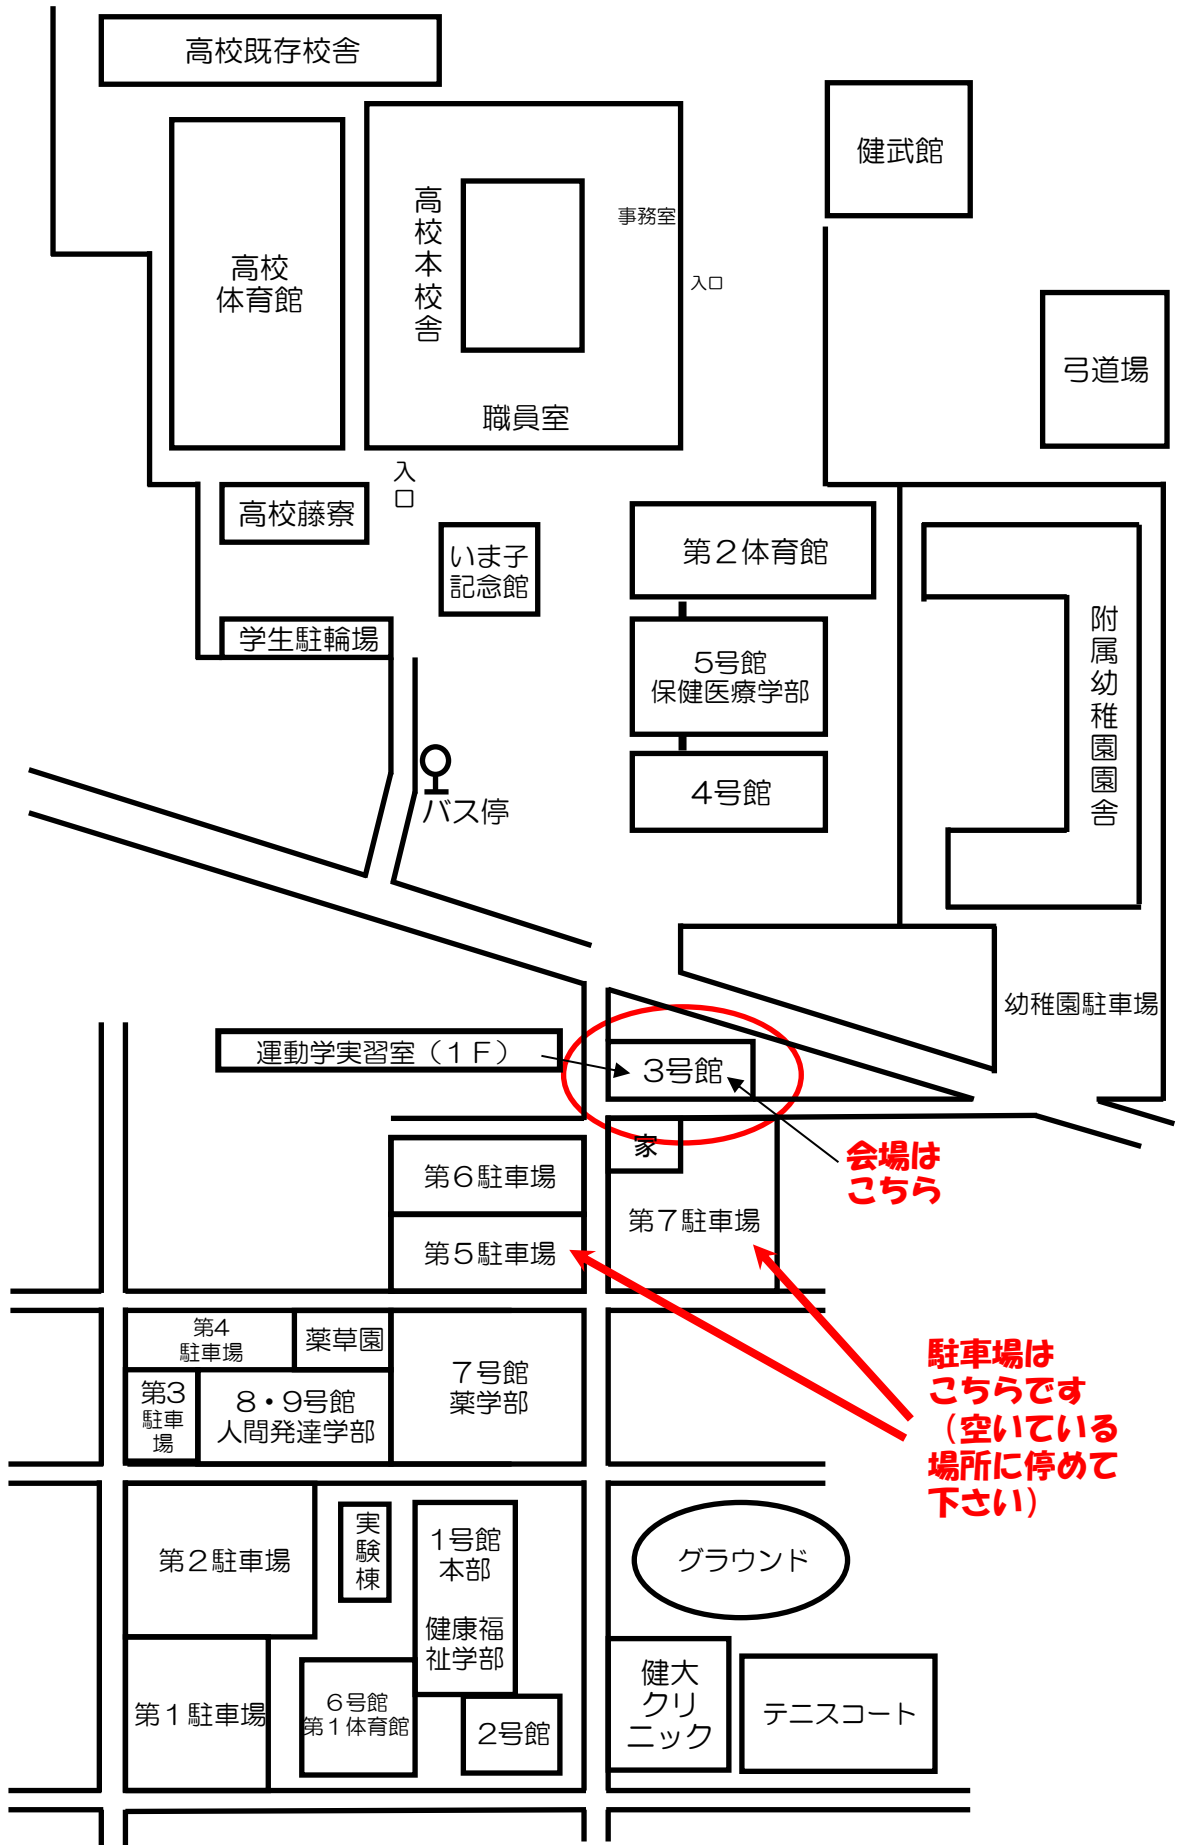 高校既存校舎
健武館
高校本校舎
事務室
入口
高校
体育館
弓道場
職員室
入口
高校藤寮
いま子
記念館
第２体育館
学生駐輪場
5号館
保健医療学部
附属幼稚園園舎
4号館
バス停
幼稚園駐車場
運動学実習室（１Ｆ）
3号館
家
会場は
こちら
第６駐車場
第７駐車場
第５駐車場
第4
駐車場
薬草園
7号館
薬学部
第3
駐車
場
8・9号館
人間発達学部
駐車場は
こちらです
（空いている
場所に停めて
下さい）
第２駐車場
実験棟
1号館
本部
健康福
祉学部
グラウンド
第１駐車場
6号館
第１体育館
2号館
健大
クリ
ニック
テニスコート